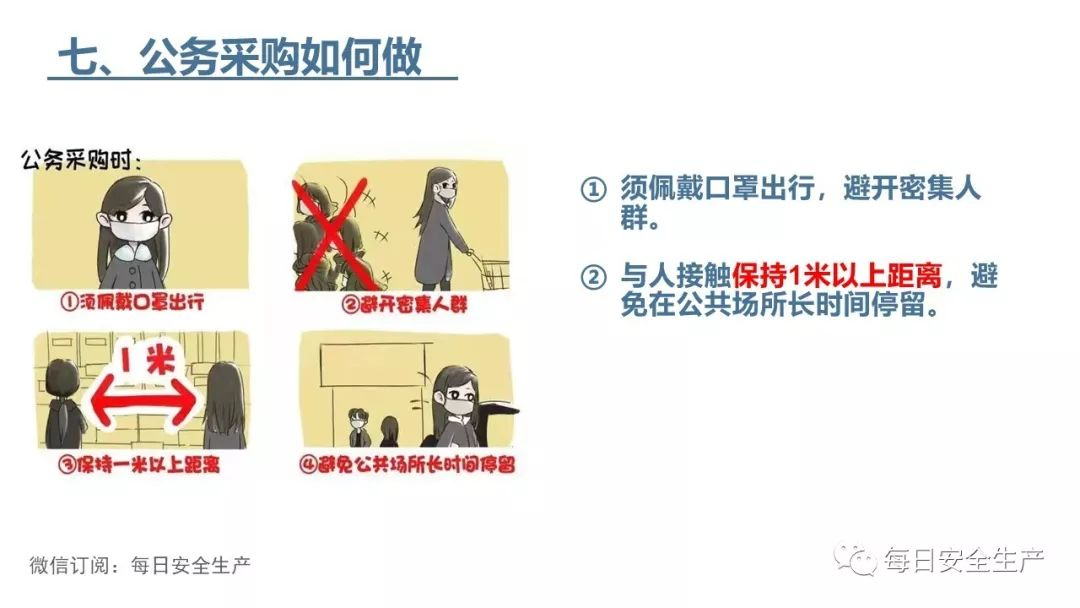 七、公务采购如何做
公务采购时：
①须佩戴口罩出行
②避开密集人群
1米
③保持一米以上距离
④避免公共场所长时间停留
① 须佩戴口罩出行，避开密集人
群。
② 与人接触保持1米以上距离，避
免在公共场所长时间停留。
微信订阅：每日安全生产
每日安全生产